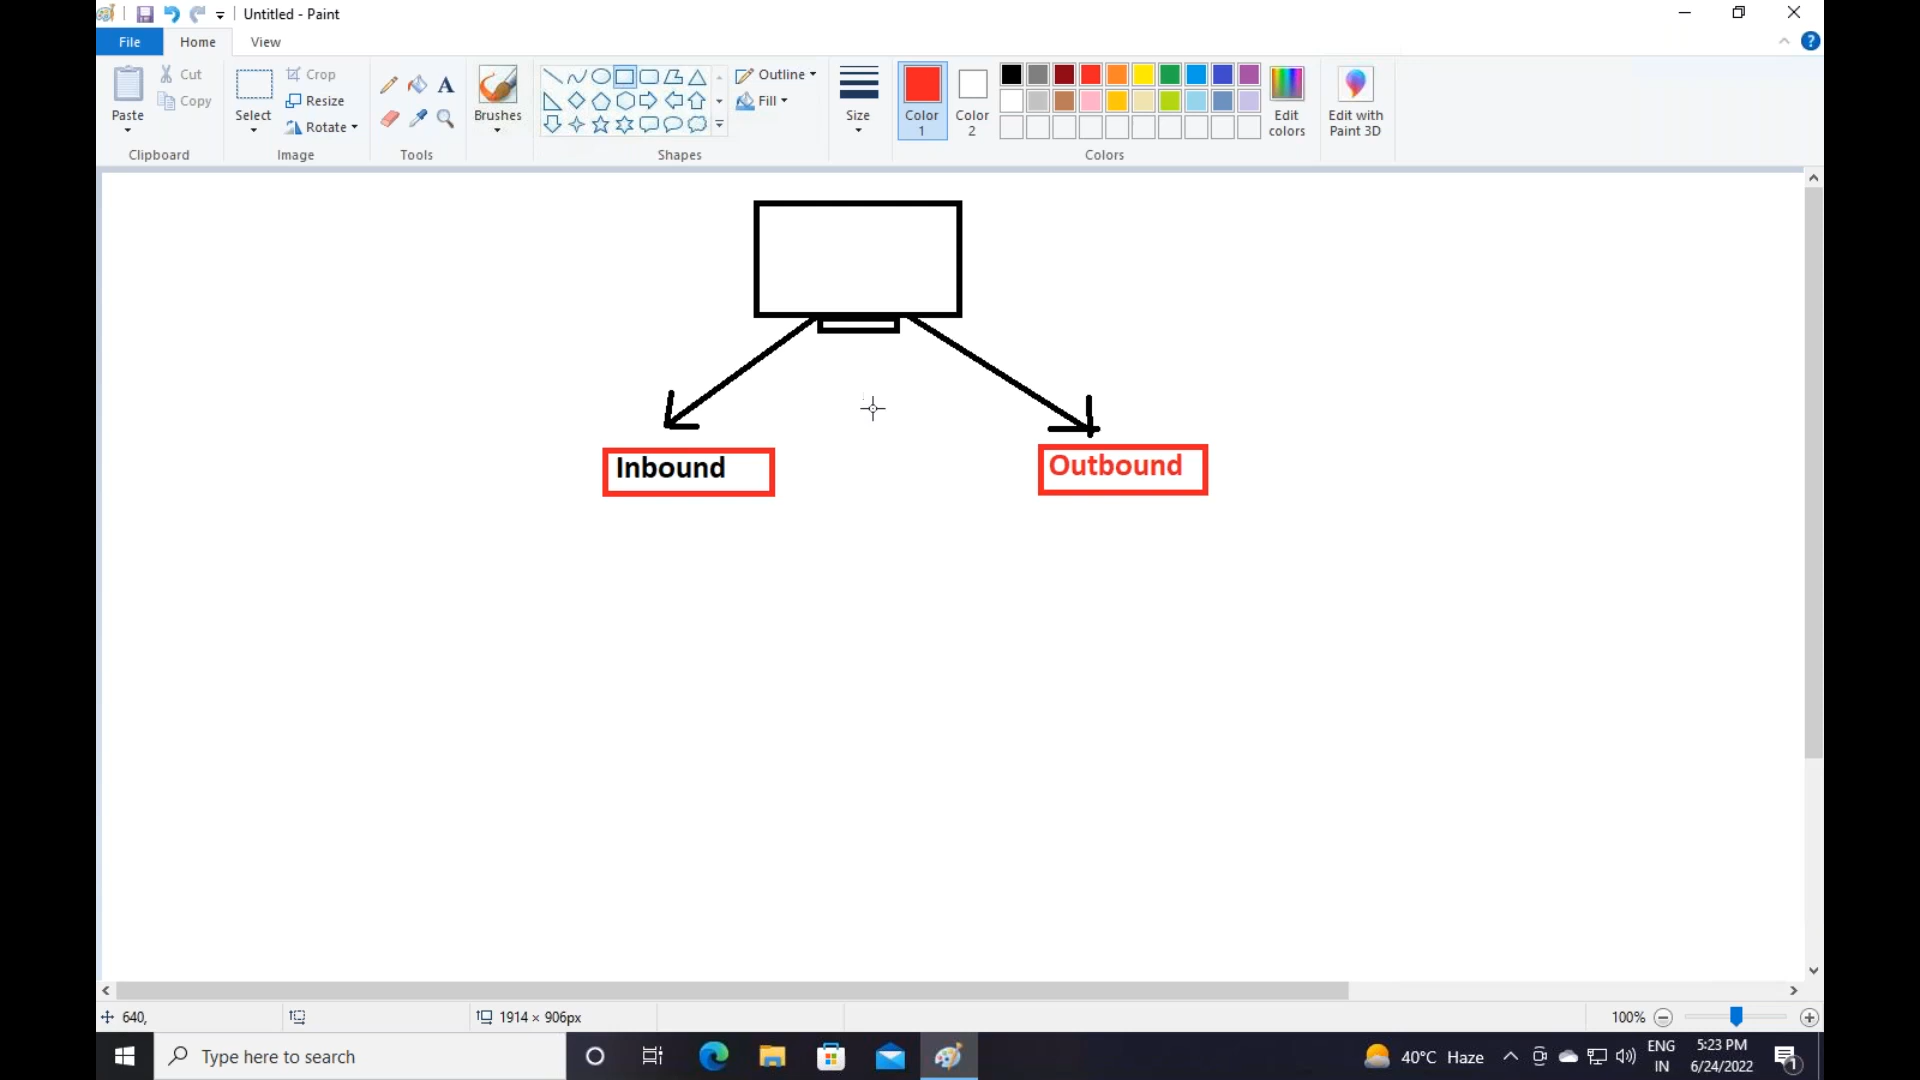 Untitled - Paint
File Home View
Paste
Cut
Copy
Clipboard
Select
Crop
Resize
Rotate
Image
A
Tools
Brushes
Shapes
Outline
Fill
Size
Color 1
Color 2
Edit colors
Colors
Edit with Paint 3D
Inbound
Outbound
640,
1914 × 906px
100%
Type here to search
40°C Haze
ENG
IN
5:23 PM
6/24/2022
1